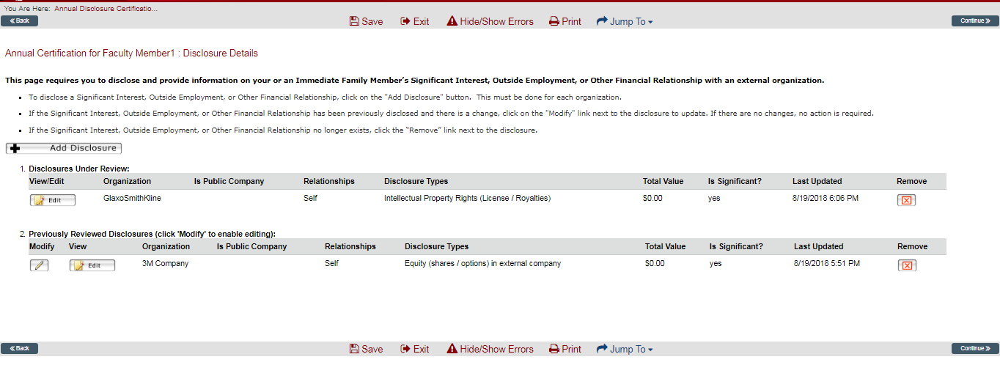 You Are Here: Annual Disclosure Certificatio...
« Back Save Exit Hide/Show Errors Print Jump To Continue »
Annual Certification for Faculty Member1 : Disclosure Details
This page requires you to disclose and provide information on your or an Immediate Family Member's Significant Interest, Outside Employment, or Other Financial Relationship with an external organization.
To disclose a Significant Interest, Outside Employment, or Other Financial Relationship, click on the "Add Disclosure" button. This must be done for each organization.
If the Significant Interest, Outside Employment, or Other Financial Relationship has been previously disclosed and there is a change, click on the "Modify" link next to the disclosure to update. If there are no changes, no action is required.
If the Significant Interest, Outside Employment, or Other Financial Relationship no longer exists, click the "Remove" link next to the disclosure.
Add Disclosure
1. Disclosures Under Review:
View/Edit Organization Is Public Company Relationships Disclosure Types Total Value Is Significant? Last Updated Remove
Edit GlaxoSmithKline Self Intellectual Property Rights (License / Royalties) $0.00 yes 8/19/2018 6:06 PM
2. Previously Reviewed Disclosures (click 'Modify' to enable editing):
Modify View Organization Is Public Company Relationships Disclosure Types Total Value Is Significant? Last Updated Remove
Edit 3M Company Self Equity (shares / options) in external company $0.00 yes 8/19/2018 5:51 PM
« Back Save Exit Hide/Show Errors Print Jump To Continue »